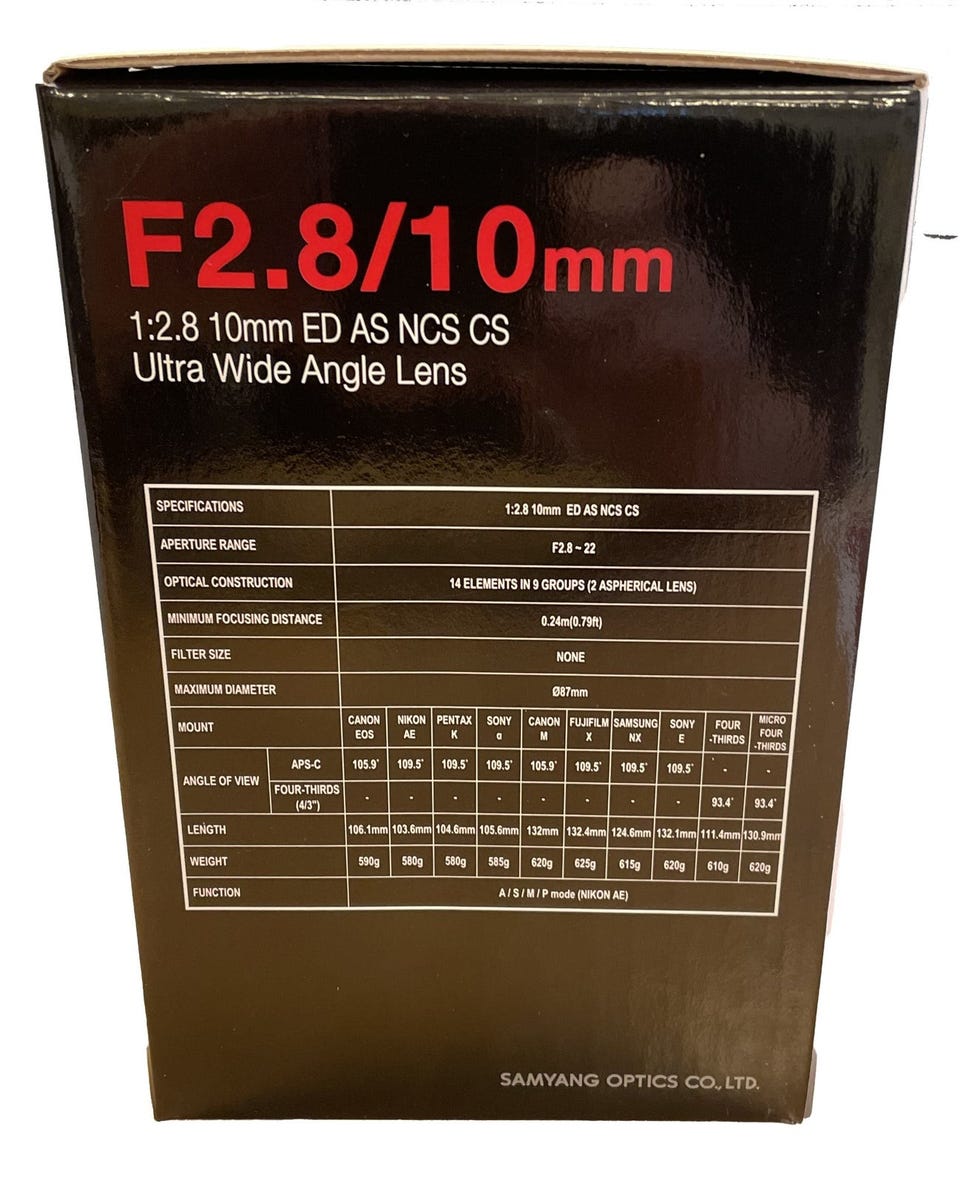 F2.8/10mm
1:2.8 10mm ED AS NCS CS
Ultra Wide Angle Lens
SPECIFICATIONS 1:2.8 10mm ED AS NCS CS
APERTURE RANGE F2.8 ~ 22
OPTICAL CONSTRUCTION 14 ELEMENTS IN 9 GROUPS (2 ASPHERICAL LENS)
MINIMUM FOCUSING DISTANCE 0.24m(0.79ft)
FILTER SIZE NONE
MAXIMUM DIAMETER Ø87mm
MOUNT CANON EOS NIKON AE PENTAX K SONY α CANON M FUJIFILM X SAMSUNG NX SONY E FOUR -THIRDS MICRO FOUR -THIRDS
ANGLE OF VIEW APS-C 105.9˚ 109.5˚ 109.5˚ 109.5˚ 105.9˚ 109.5˚ 109.5˚ 109.5˚ - -
FOUR-THIRDS (4/3") - - - - - - - - 93.4˚ 93.4˚
LENGTH 106.1mm 103.6mm 104.6mm 105.6mm 132mm 132.4mm 124.6mm 132.1mm 111.4mm 130.9mm
WEIGHT 590g 580g 580g 585g 620g 625g 615g 620g 610g 620g
FUNCTION A / S / M / P mode (NIKON AE)
SAMYANG OPTICS CO., LTD.